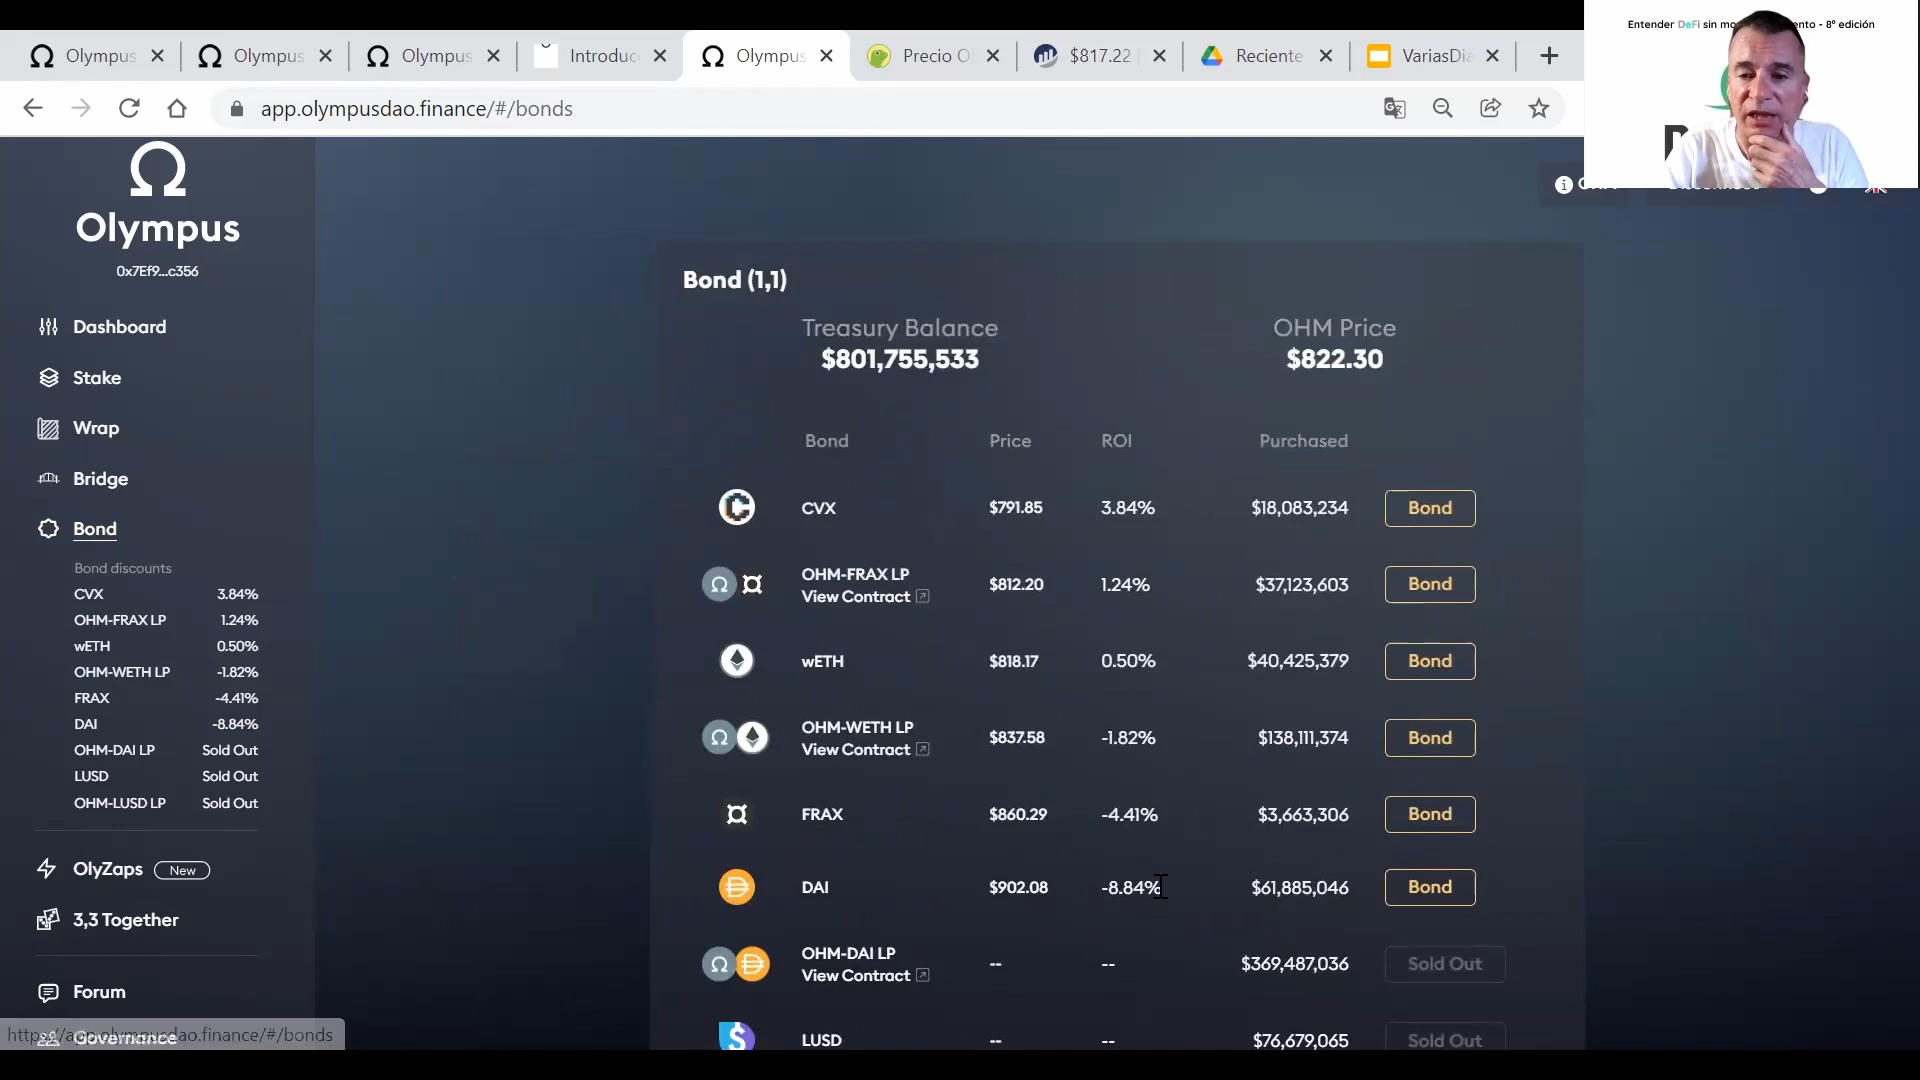 Entender DeFi sin mo
ento - 8ª edición
Olympus
Olympus
Olympus
Introduc
Olympus
Precio O
$817.22
Reciente
VariasDia
app.olympusdao.finance/#/bonds
Olympus
0x7Ef9...c356
Dashboard
Stake
Wrap
Bridge
Bond
Bond discounts
CVX 3.84%
OHM-FRAX LP 1.24%
wETH 0.50%
OHM-WETH LP -1.82%
FRAX -4.41%
DAI -8.84%
OHM-DAI LP Sold Out
LUSD Sold Out
OHM-LUSD LP Sold Out
OlyZaps New
3,3 Together
Forum
Governance
https://app.olympusdao.finance/#/bonds
Bond (1,1)
Treasury Balance OHM Price
$801,755,533 $822.30
Bond Price ROI Purchased
CVX $791.85 3.84% $18,083,234 Bond
OHM-FRAX LP
View Contract
$812.20 1.24% $37,123,603 Bond
wETH $818.17 0.50% $40,425,379 Bond
OHM-WETH LP
View Contract
$837.58 -1.82% $138,111,374 Bond
FRAX $860.29 -4.41% $3,663,306 Bond
DAI $902.08 -8.84% $61,885,046 Bond
OHM-DAI LP
View Contract
-- -- $369,487,036 Sold Out
LUSD -- -- $76,679,065 Sold Out